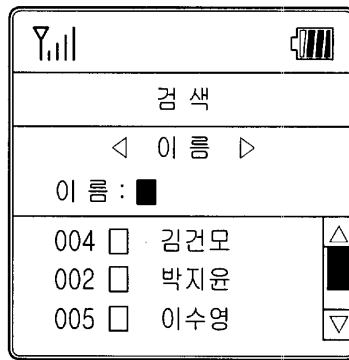 검색
◁ 이름 ▷
이름 : ■
004 □ 김건모
002 □ 박지윤
005 □ 이수영